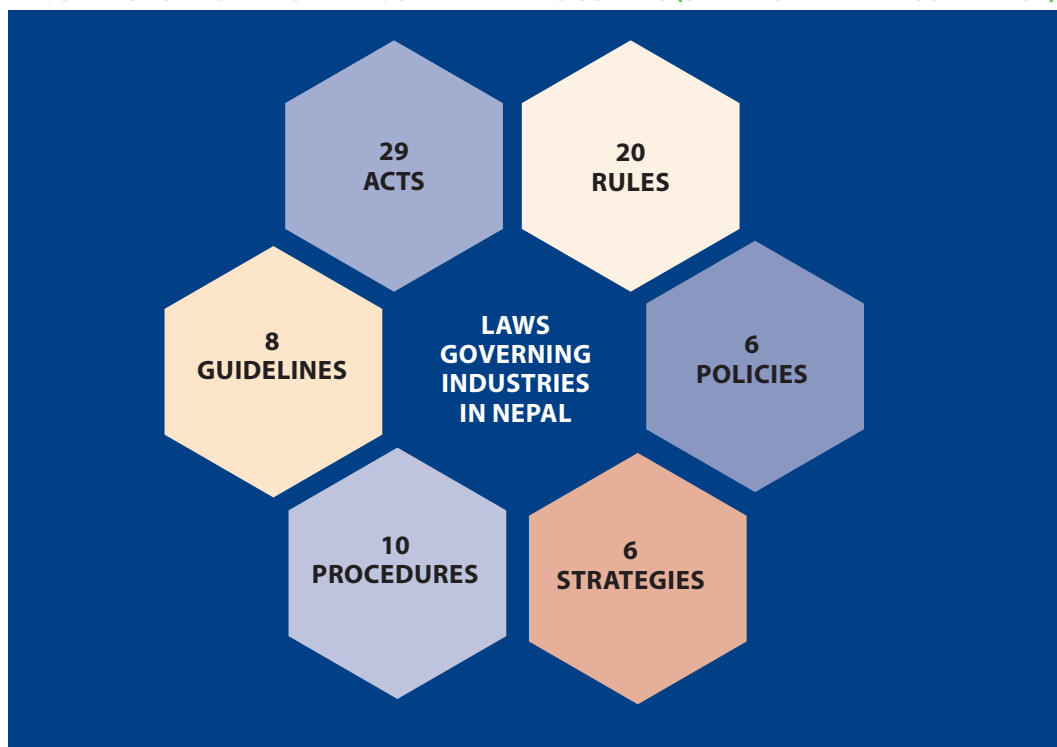 29
ACTS
20
RULES
8
GUIDELINES
LAWS
GOVERNING
INDUSTRIES
IN NEPAL
6
POLICIES
10
PROCEDURES
6
STRATEGIES